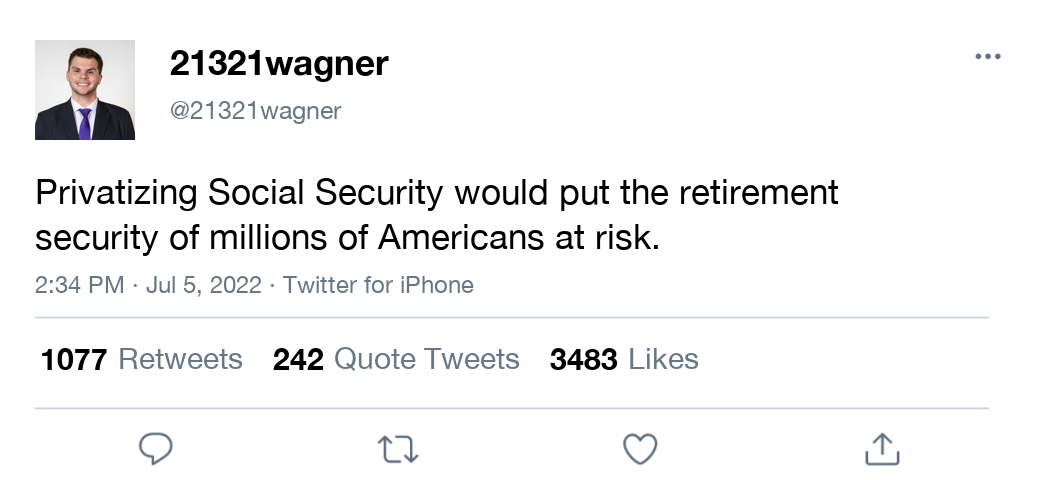 21321wagner
@21321wagner
Privatizing Social Security would put the retirement
security of millions of Americans at risk.
2:34 PM · Jul 5, 2022 · Twitter for iPhone
1077 Retweets 242 Quote Tweets 3483 Likes